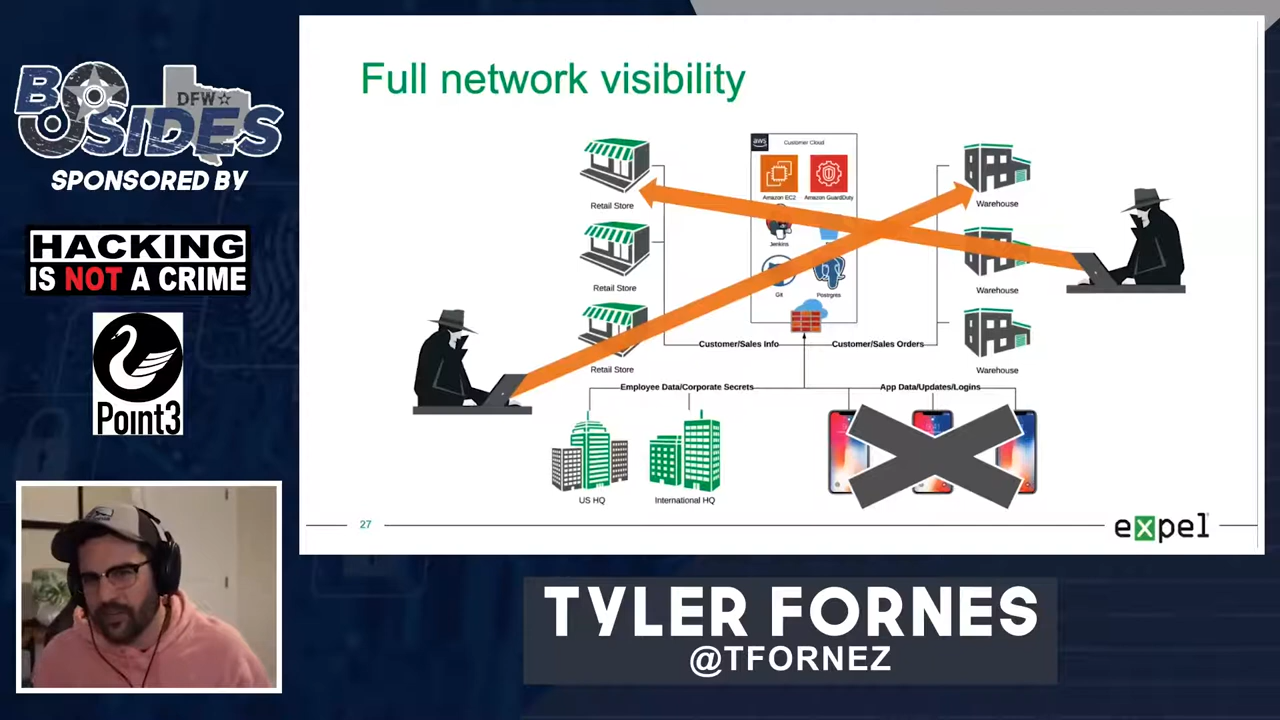 BSIDES
DFW
SPONSORED BY
HACKING
IS NOT A CRIME
Point3
Full network visibility
aws
Customer Cloud
Amazon EC2
Amazon GuardDuty
Jenkins
Git
Postgres
Retail Store
Retail Store
Retail Store
Warehouse
Warehouse
Warehouse
Customer/Sales Info
Customer/Sales Orders
Employee Data/Corporate Secrets
App Data/Updates/Logins
US HQ
International HQ
27
expel
TYLER FORNES
@TFORNEZ